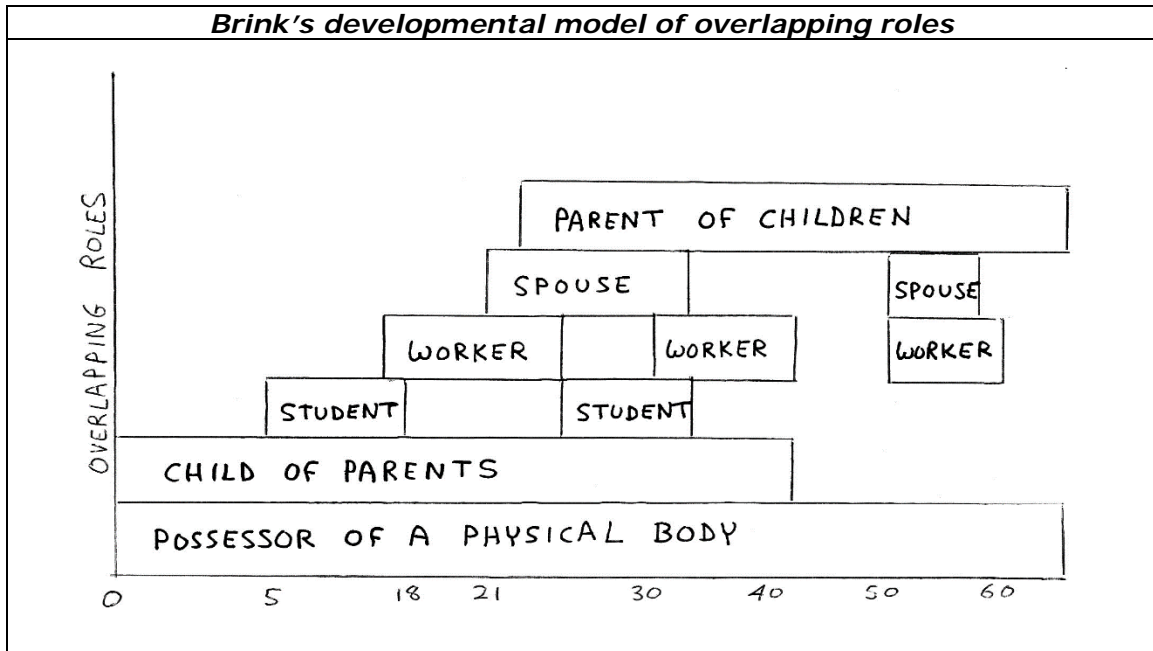 Brink's developmental model of overlapping roles
OVERLAPPING ROLES
PARENT OF CHILDREN
SPOUSE
SPOUSE
WORKER
WORKER
WORKER
STUDENT
STUDENT
CHILD OF PARENTS
POSSESSOR OF A PHYSICAL BODY
0 5 18 21 30 40 50 60